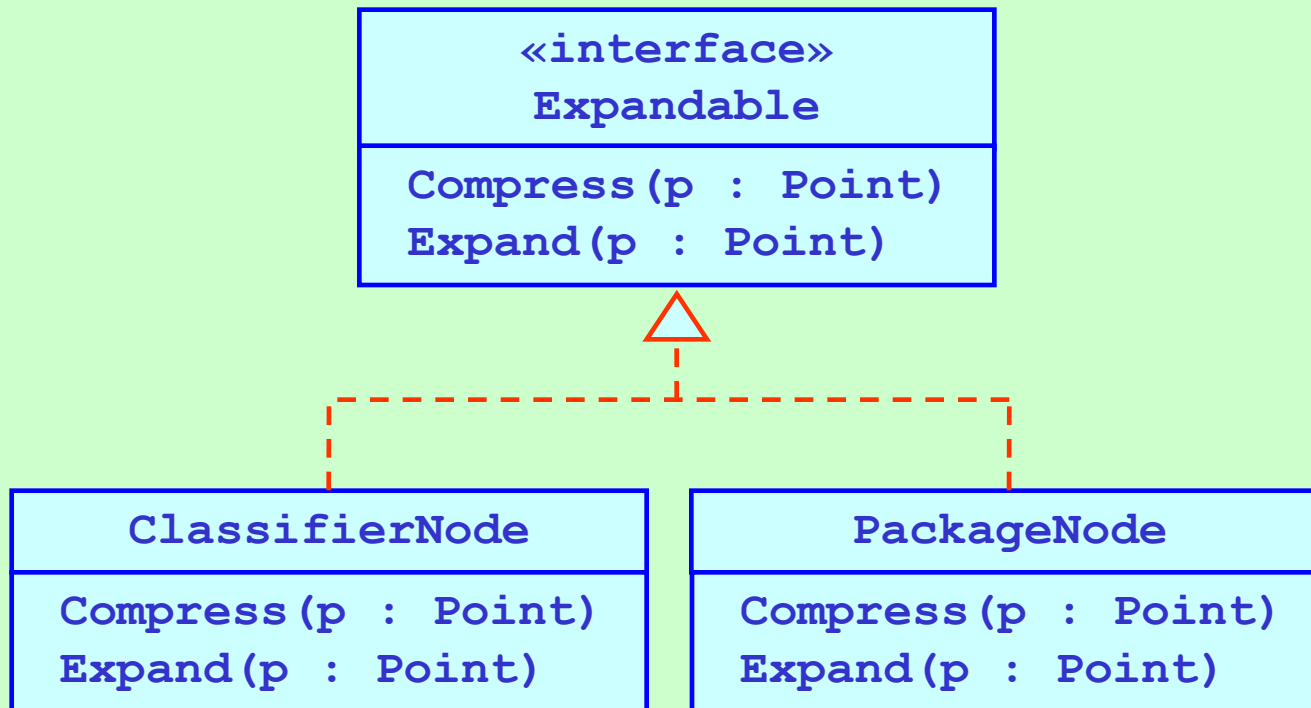 «interface»
Expandable
Compress(p : Point)
Expand(p : Point)
ClassifierNode
Compress(p : Point)
Expand(p : Point)
PackageNode
Compress(p : Point)
Expand(p : Point)